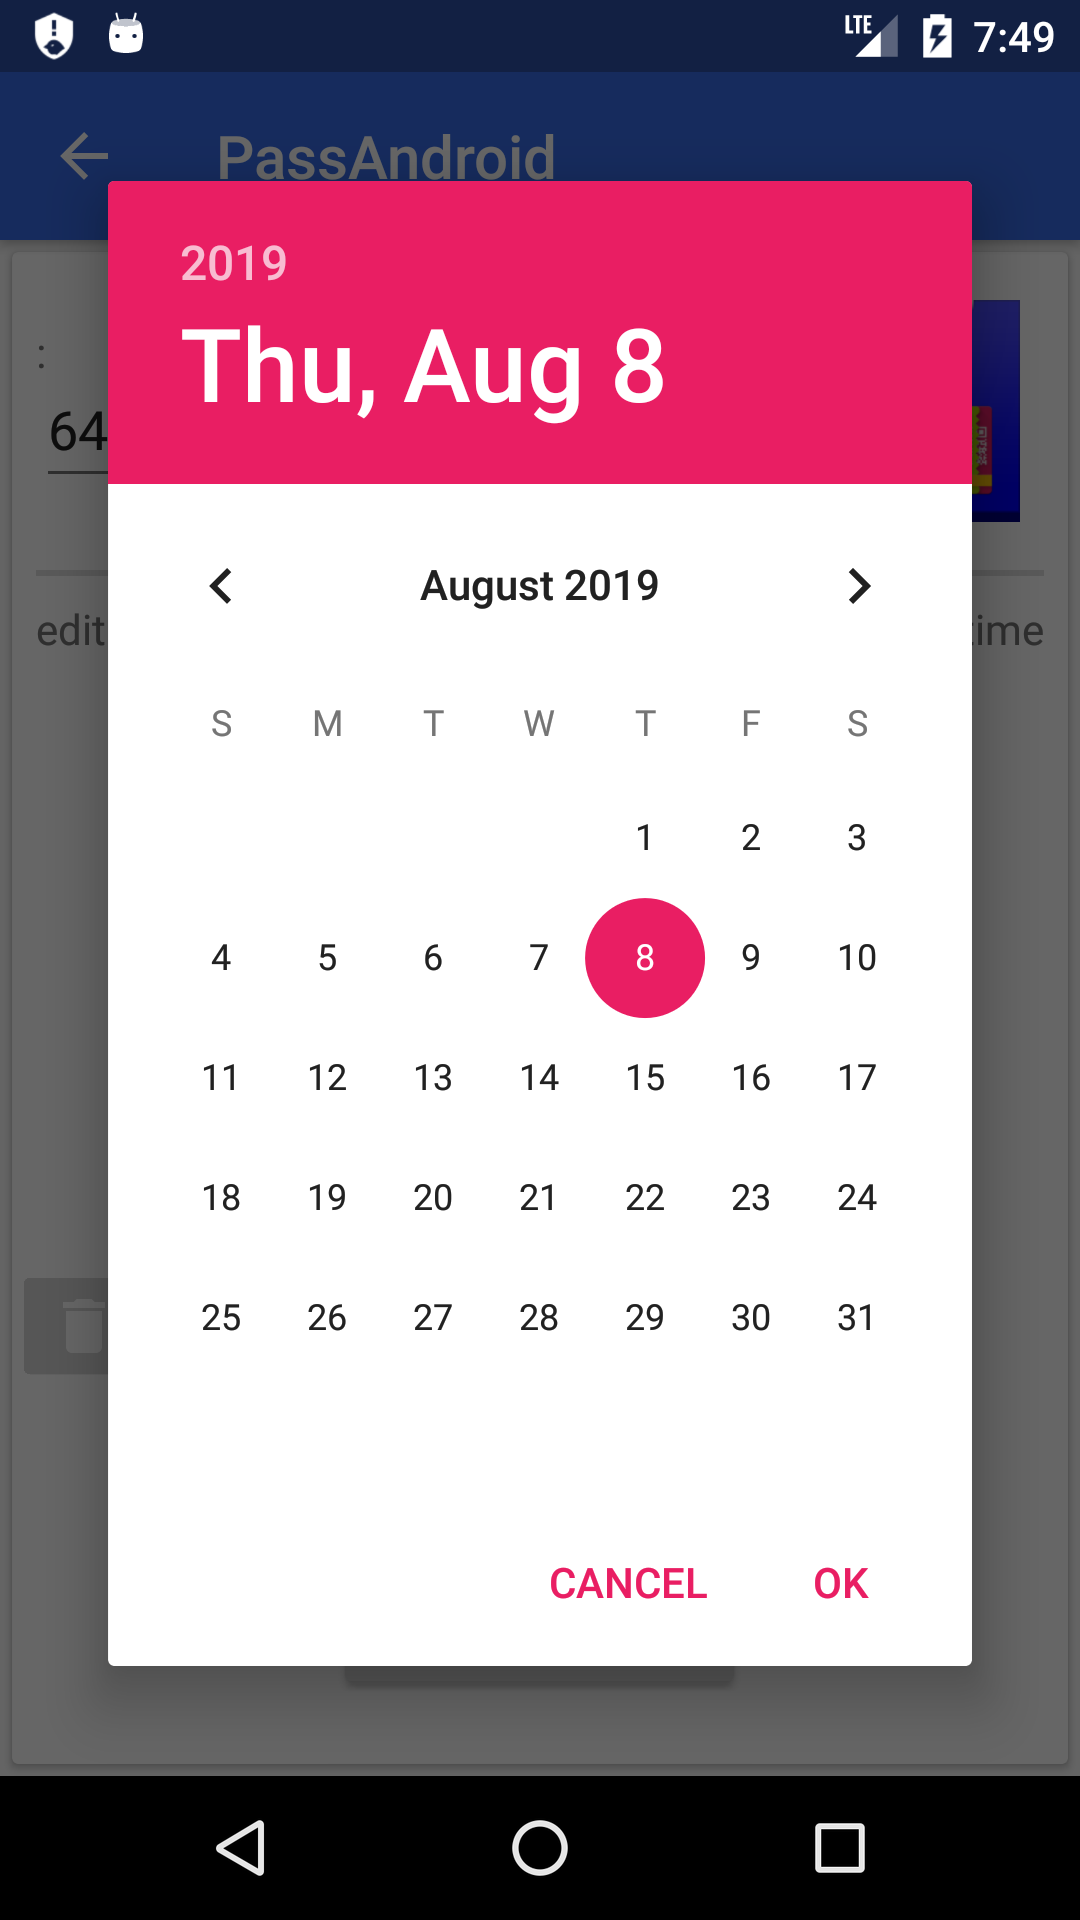 LTE 7:49
PassAndroid
2019
Thu, Aug 8
:
64
August 2019
edit
time
S M T W T F S
1 2 3
4 5 6 7 8 9 10
11 12 13 14 15 16 17
18 19 20 21 22 23 24
25 26 27 28 29 30 31
CANCEL OK